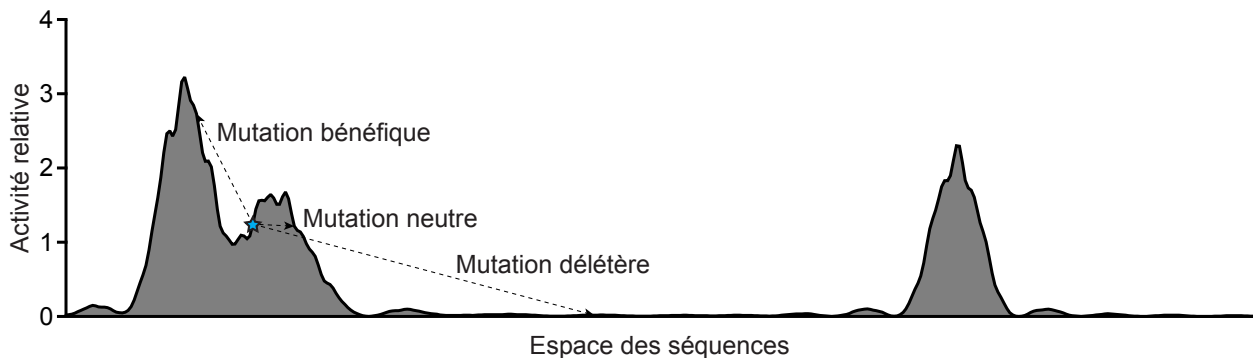 4
3
2
1
0
Activité relative
Mutation bénéfique
Mutation neutre
Mutation délétère
Espace des séquences